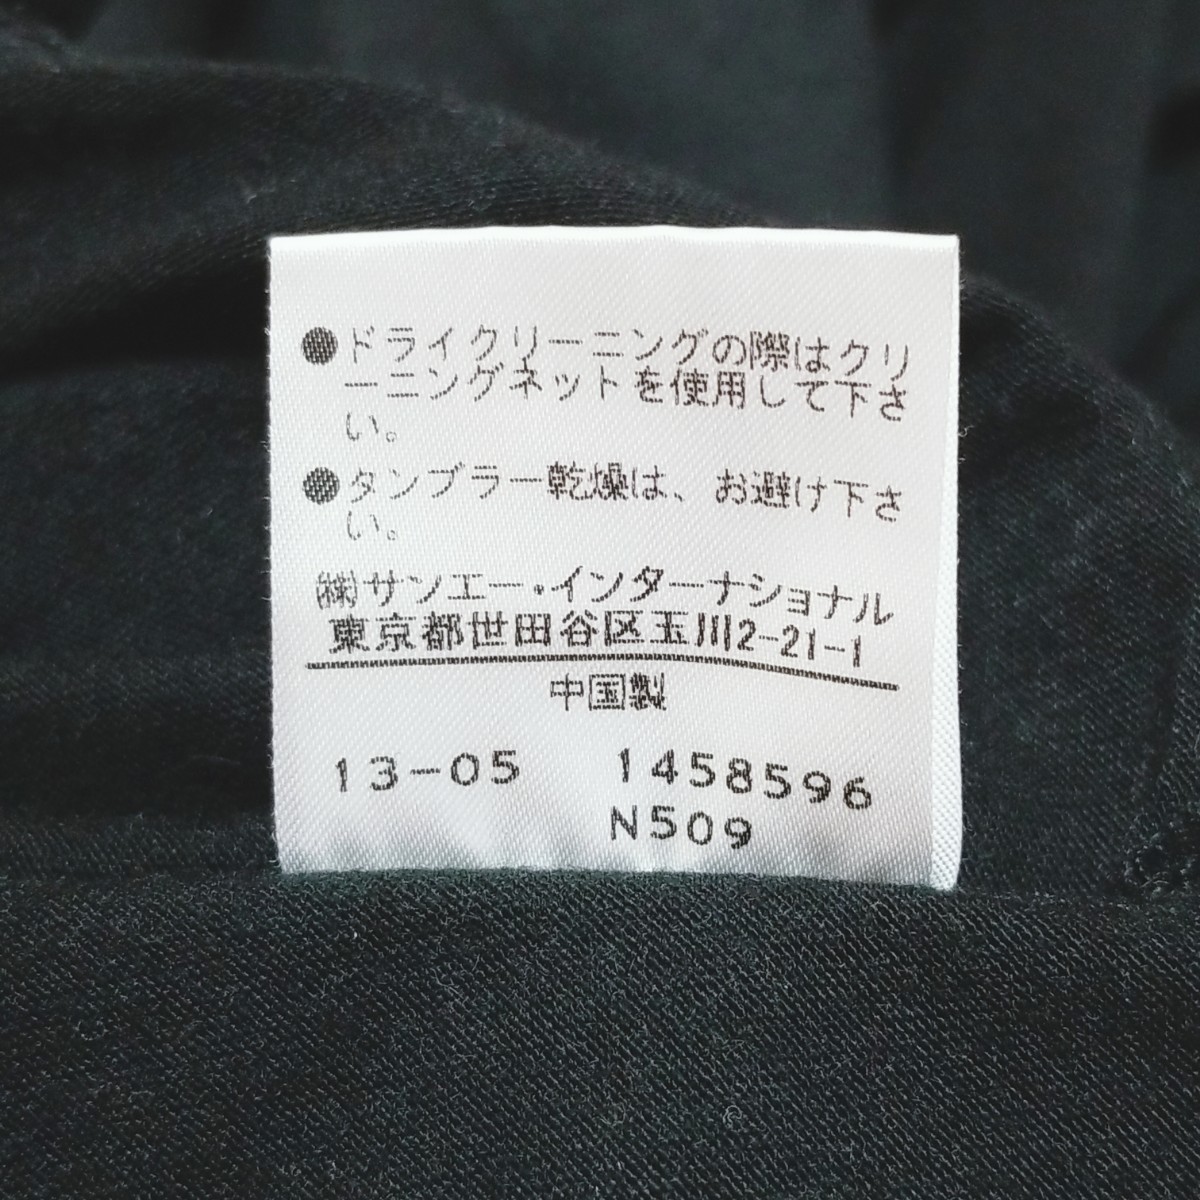 ●ドライクリーニングの際はクリ
ーニングネットを使用して下さ
い。
●タンブラー乾燥は、お避け下さ
い。
㈱サンエー・インターナショナル
東京都世田谷区玉川2-21-1
中国製
13-05 1458596
N509